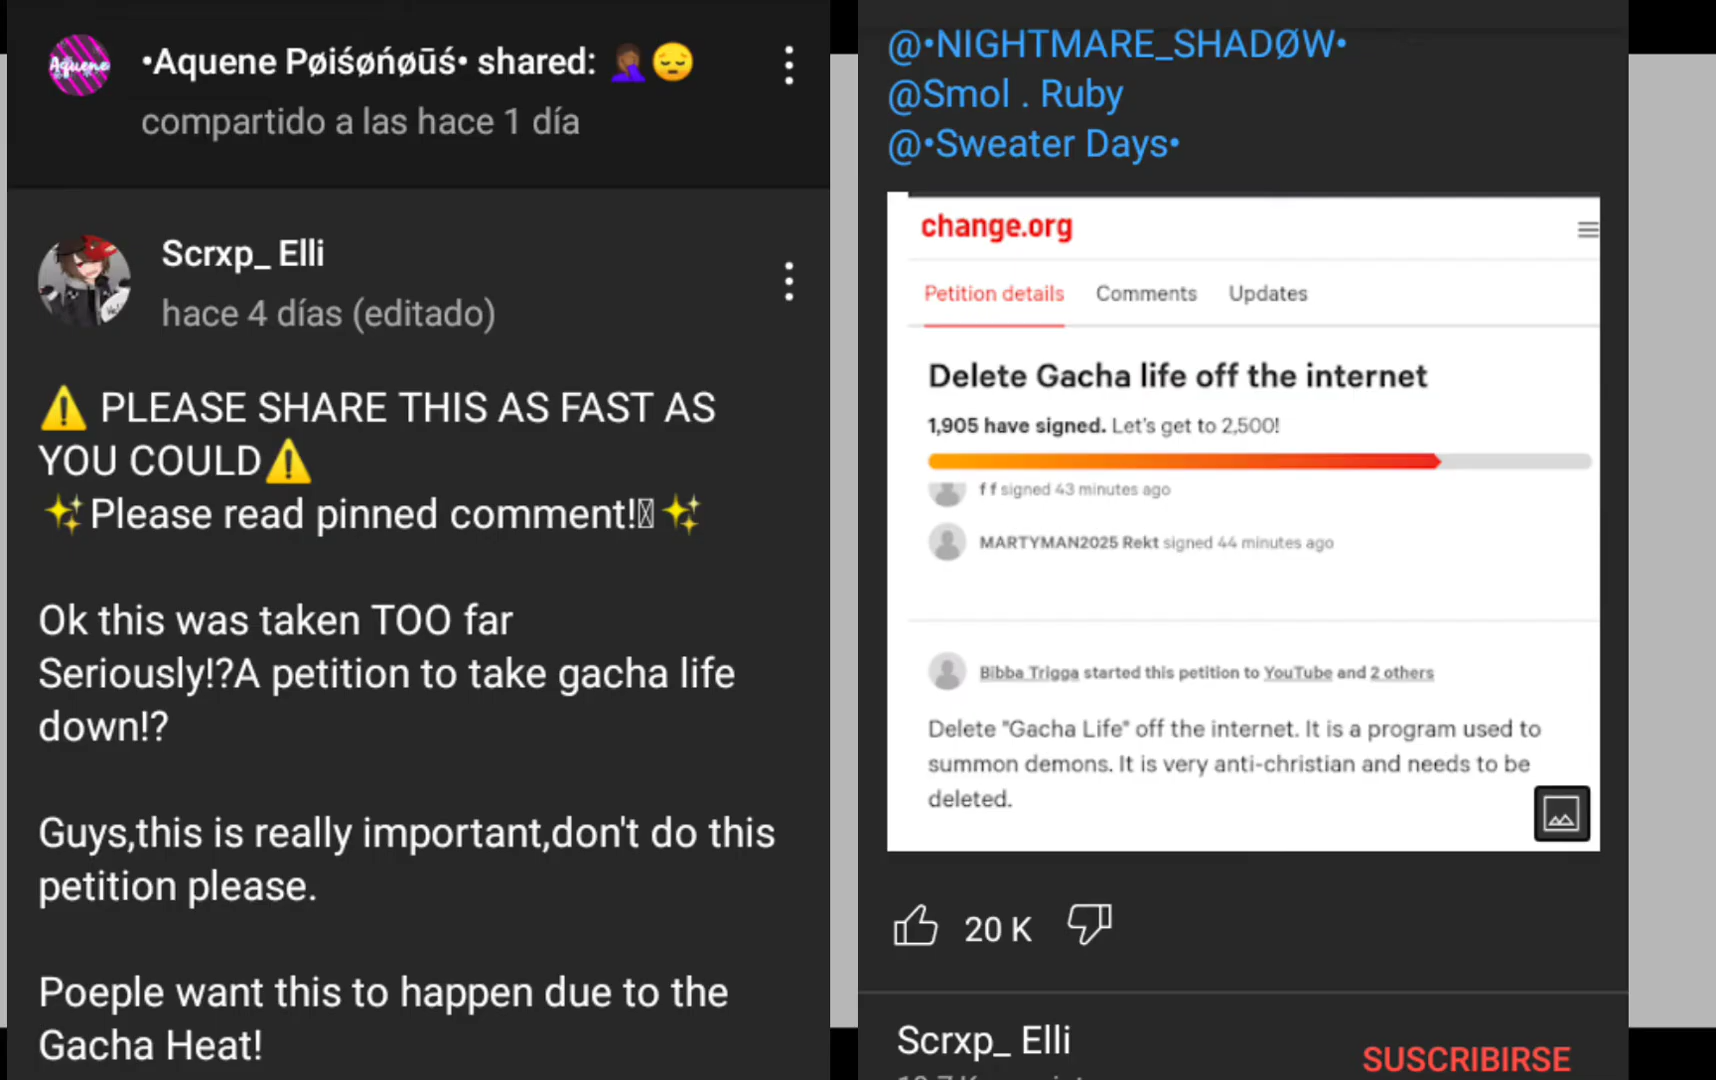 Aquene
•Aquene Pøiśøńøūś• shared:
compartido a las hace 1 día
Scrxp_ Elli
hace 4 días (editado)
PLEASE SHARE THIS AS FAST AS
YOU COULD
Please read pinned comment!
Ok this was taken TOO far
Seriously!?A petition to take gacha life
down!?
Guys,this is really important,don't do this
petition please.
Poeple want this to happen due to the
Gacha Heat!
@•NIGHTMARE_SHADØW•
@Smol . Ruby
@•Sweater Days•
change.org
Petition details Comments Updates
Delete Gacha life off the internet
1,905 have signed. Let's get to 2,500!
f f signed 43 minutes ago
MARTYMAN2025 Rekt signed 44 minutes ago
Bibba Trigga started this petition to YouTube and 2 others
Delete "Gacha Life" off the internet. It is a program used to
summon demons. It is very anti-christian and needs to be
deleted.
20 K
Scrxp_ Elli
SUSCRIBIRSE